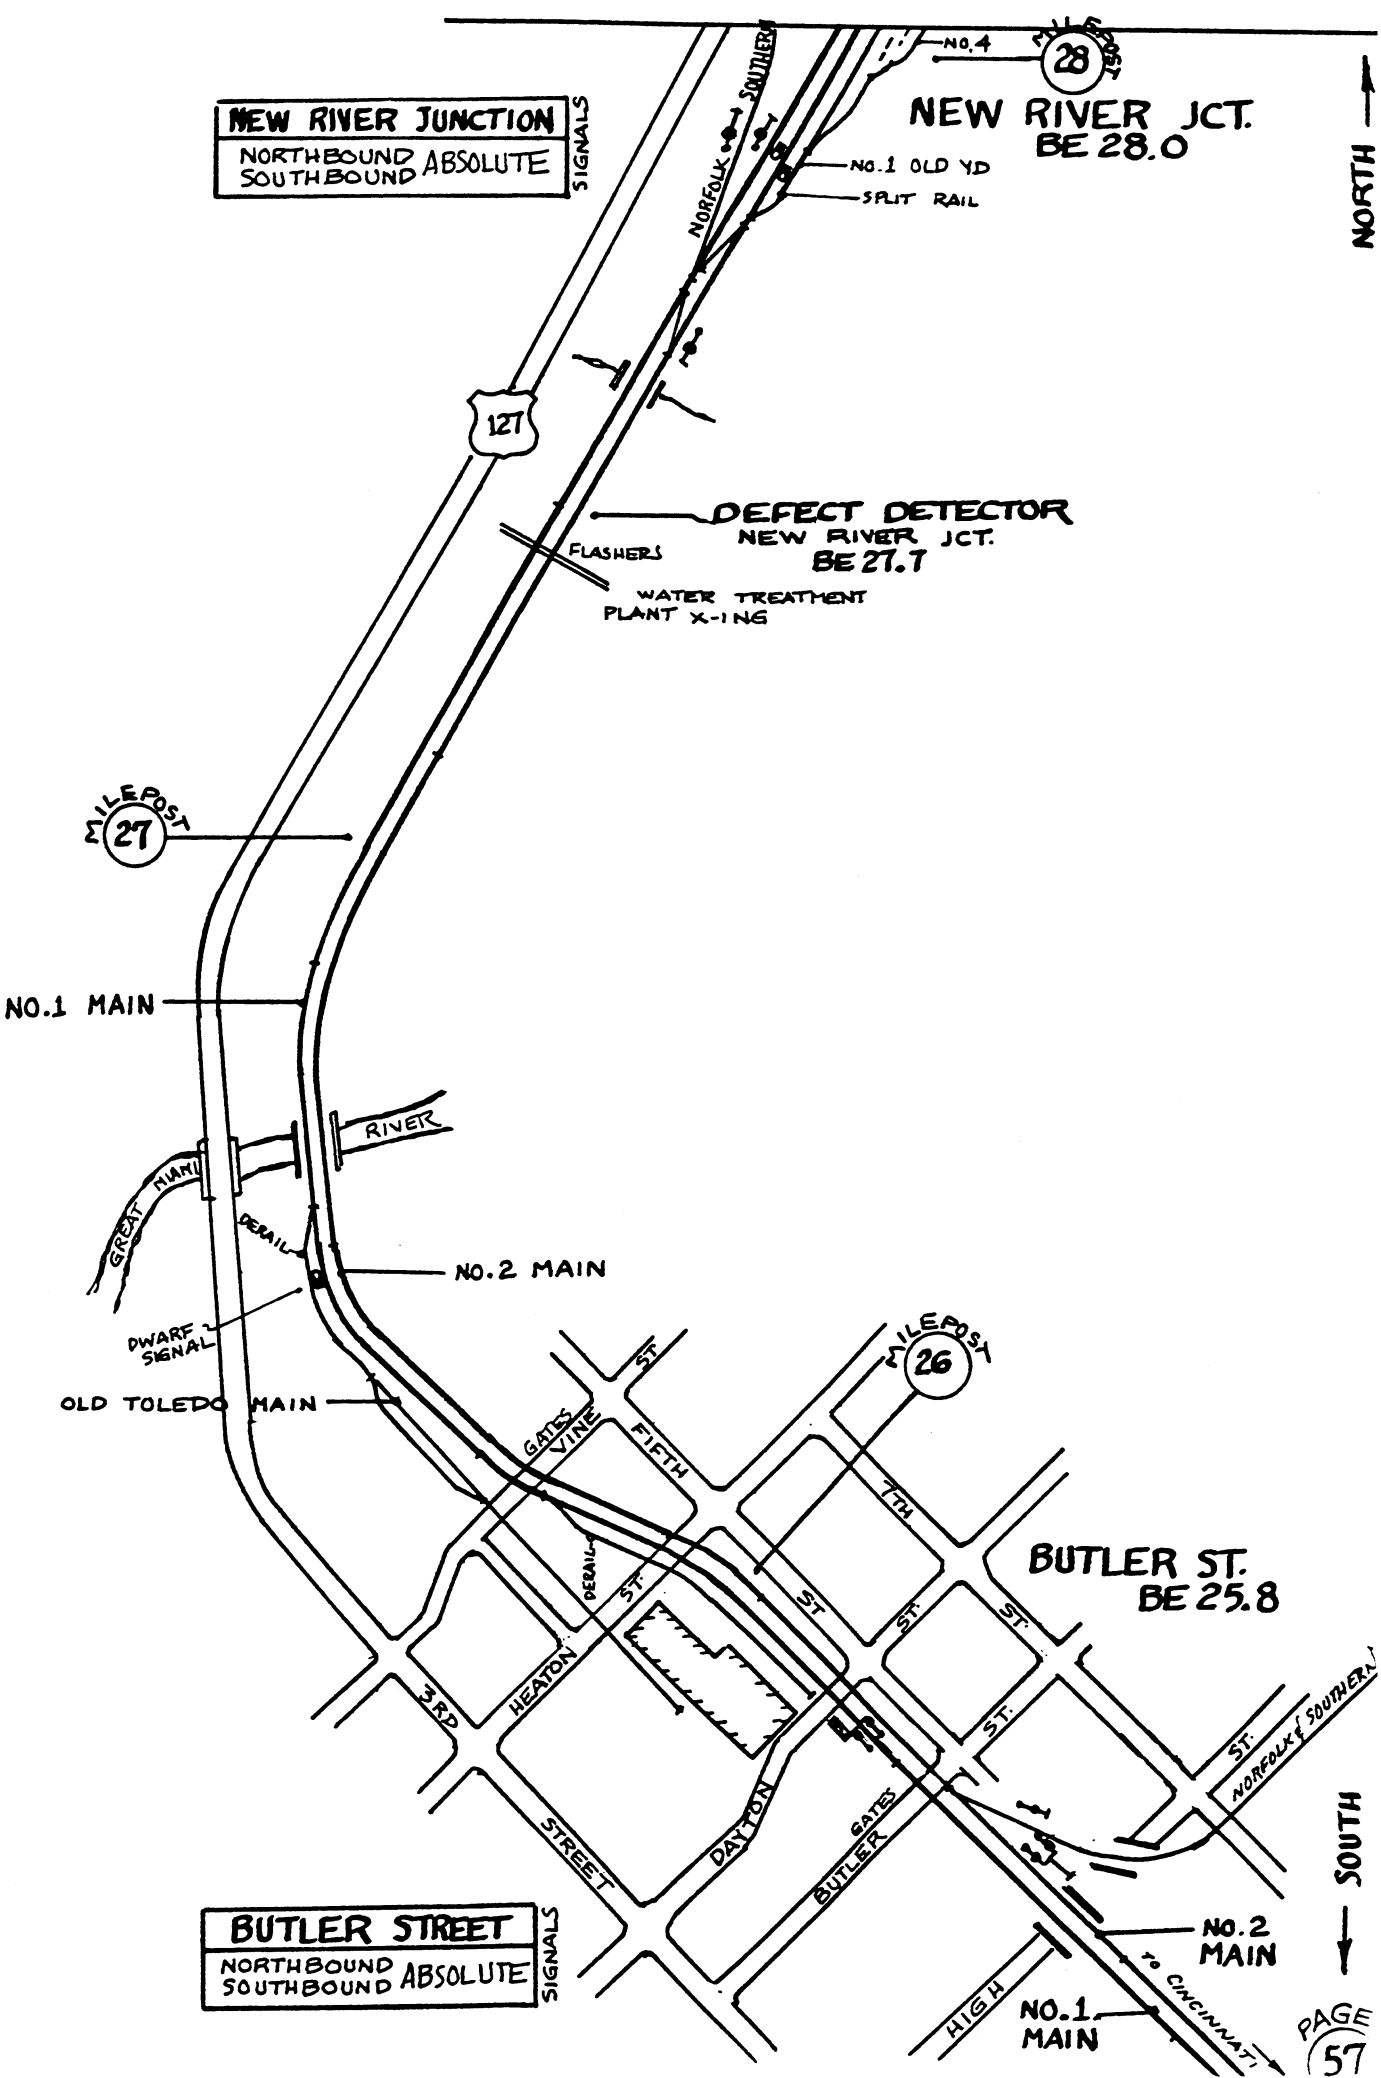 NO. 4
MILEPOST
28
NEW RIVER JCT.
BE 28.0
NORTH
NEW RIVER JUNCTION
NORTHBOUND
SOUTHBOUND
ABSOLUTE
SIGNALS
NORFOLK SOUTHERN
NO.1 OLD YD
SPLIT RAIL
127
DEFECT DETECTOR
NEW RIVER JCT.
BE 27.7
FLASHERS
WATER TREATMENT
PLANT X-ING
MILEPOST
27
NO.1 MAIN
GREAT MIAMI RIVER
DERAIL
NO.2 MAIN
DWARF
SIGNAL
OLD TOLEDO MAIN
MILEPOST
26
GATES
VINE ST
FIFTH ST
7TH ST.
BUTLER ST.
BE 25.8
DERAIL
HEATON ST.
ST.
3RD STREET
DAYTON
GATES
BUTLER ST.
HIGH ST.
NORFOLK & SOUTHERN
SOUTH
BUTLER STREET
NORTHBOUND
SOUTHBOUND
ABSOLUTE
SIGNALS
NO.2
MAIN
NO.1.
MAIN
TO CINCINNATI
PAGE
57